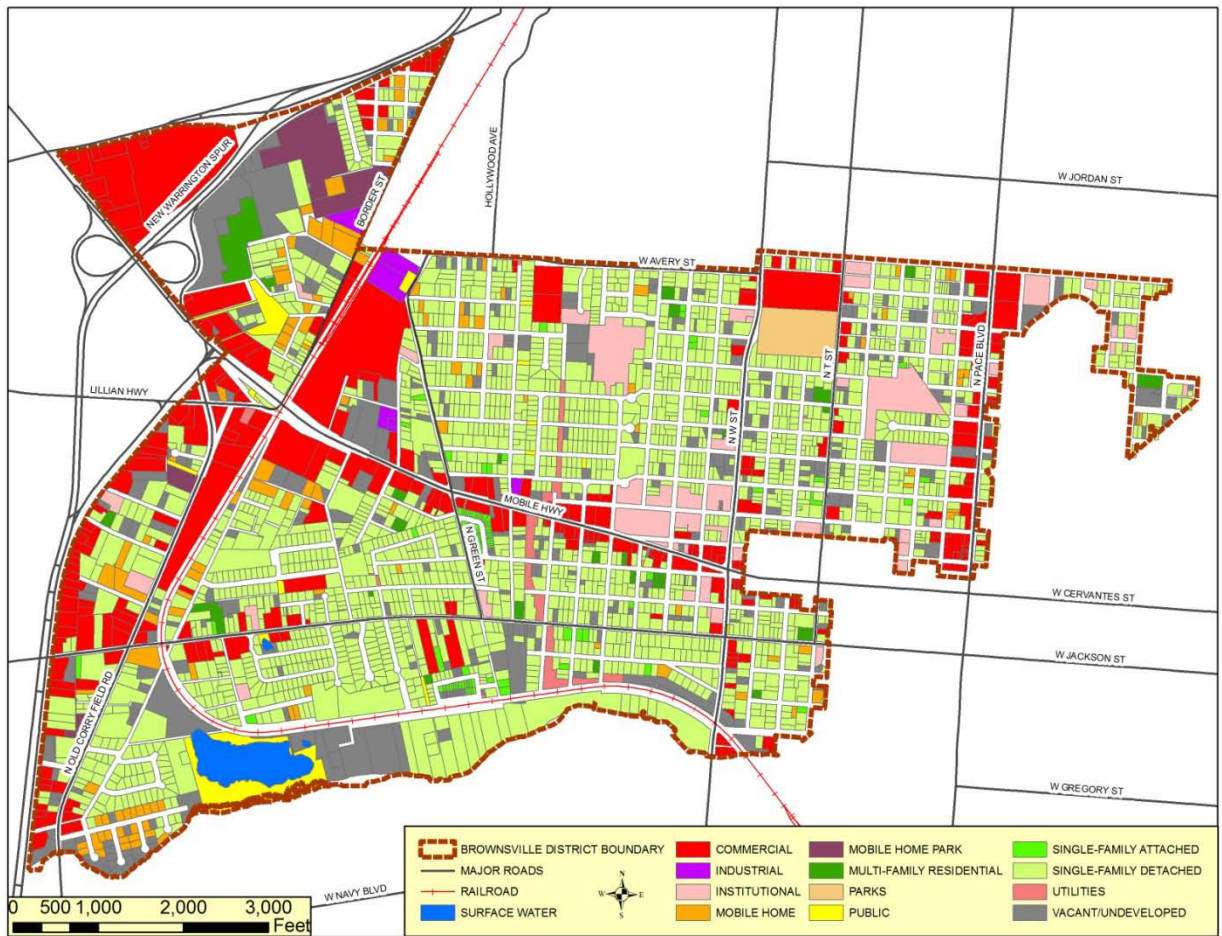 NEW WARRINGTON SPUR
BORDER ST
HOLLYWOOD AVE
W JORDAN ST
W AVERY ST
N PACE BLVD
N T ST
N W ST
LILLIAN HWY
MOBILE HWY
N GREEN ST
W CERVANTES ST
W JACKSON ST
N OLD CORRY FIELD RD
W GREGORY ST
W NAVY BLVD
BROWNSVILLE DISTRICT BOUNDARY
MAJOR ROADS
RAILROAD
SURFACE WATER
N
W E
S
COMMERCIAL
INDUSTRIAL
INSTITUTIONAL
MOBILE HOME
MOBILE HOME PARK
MULTI-FAMILY RESIDENTIAL
PARKS
PUBLIC
SINGLE-FAMILY ATTACHED
SINGLE-FAMILY DETACHED
UTILITIES
VACANT/UNDEVELOPED
0 500 1,000 2,000 3,000
Feet